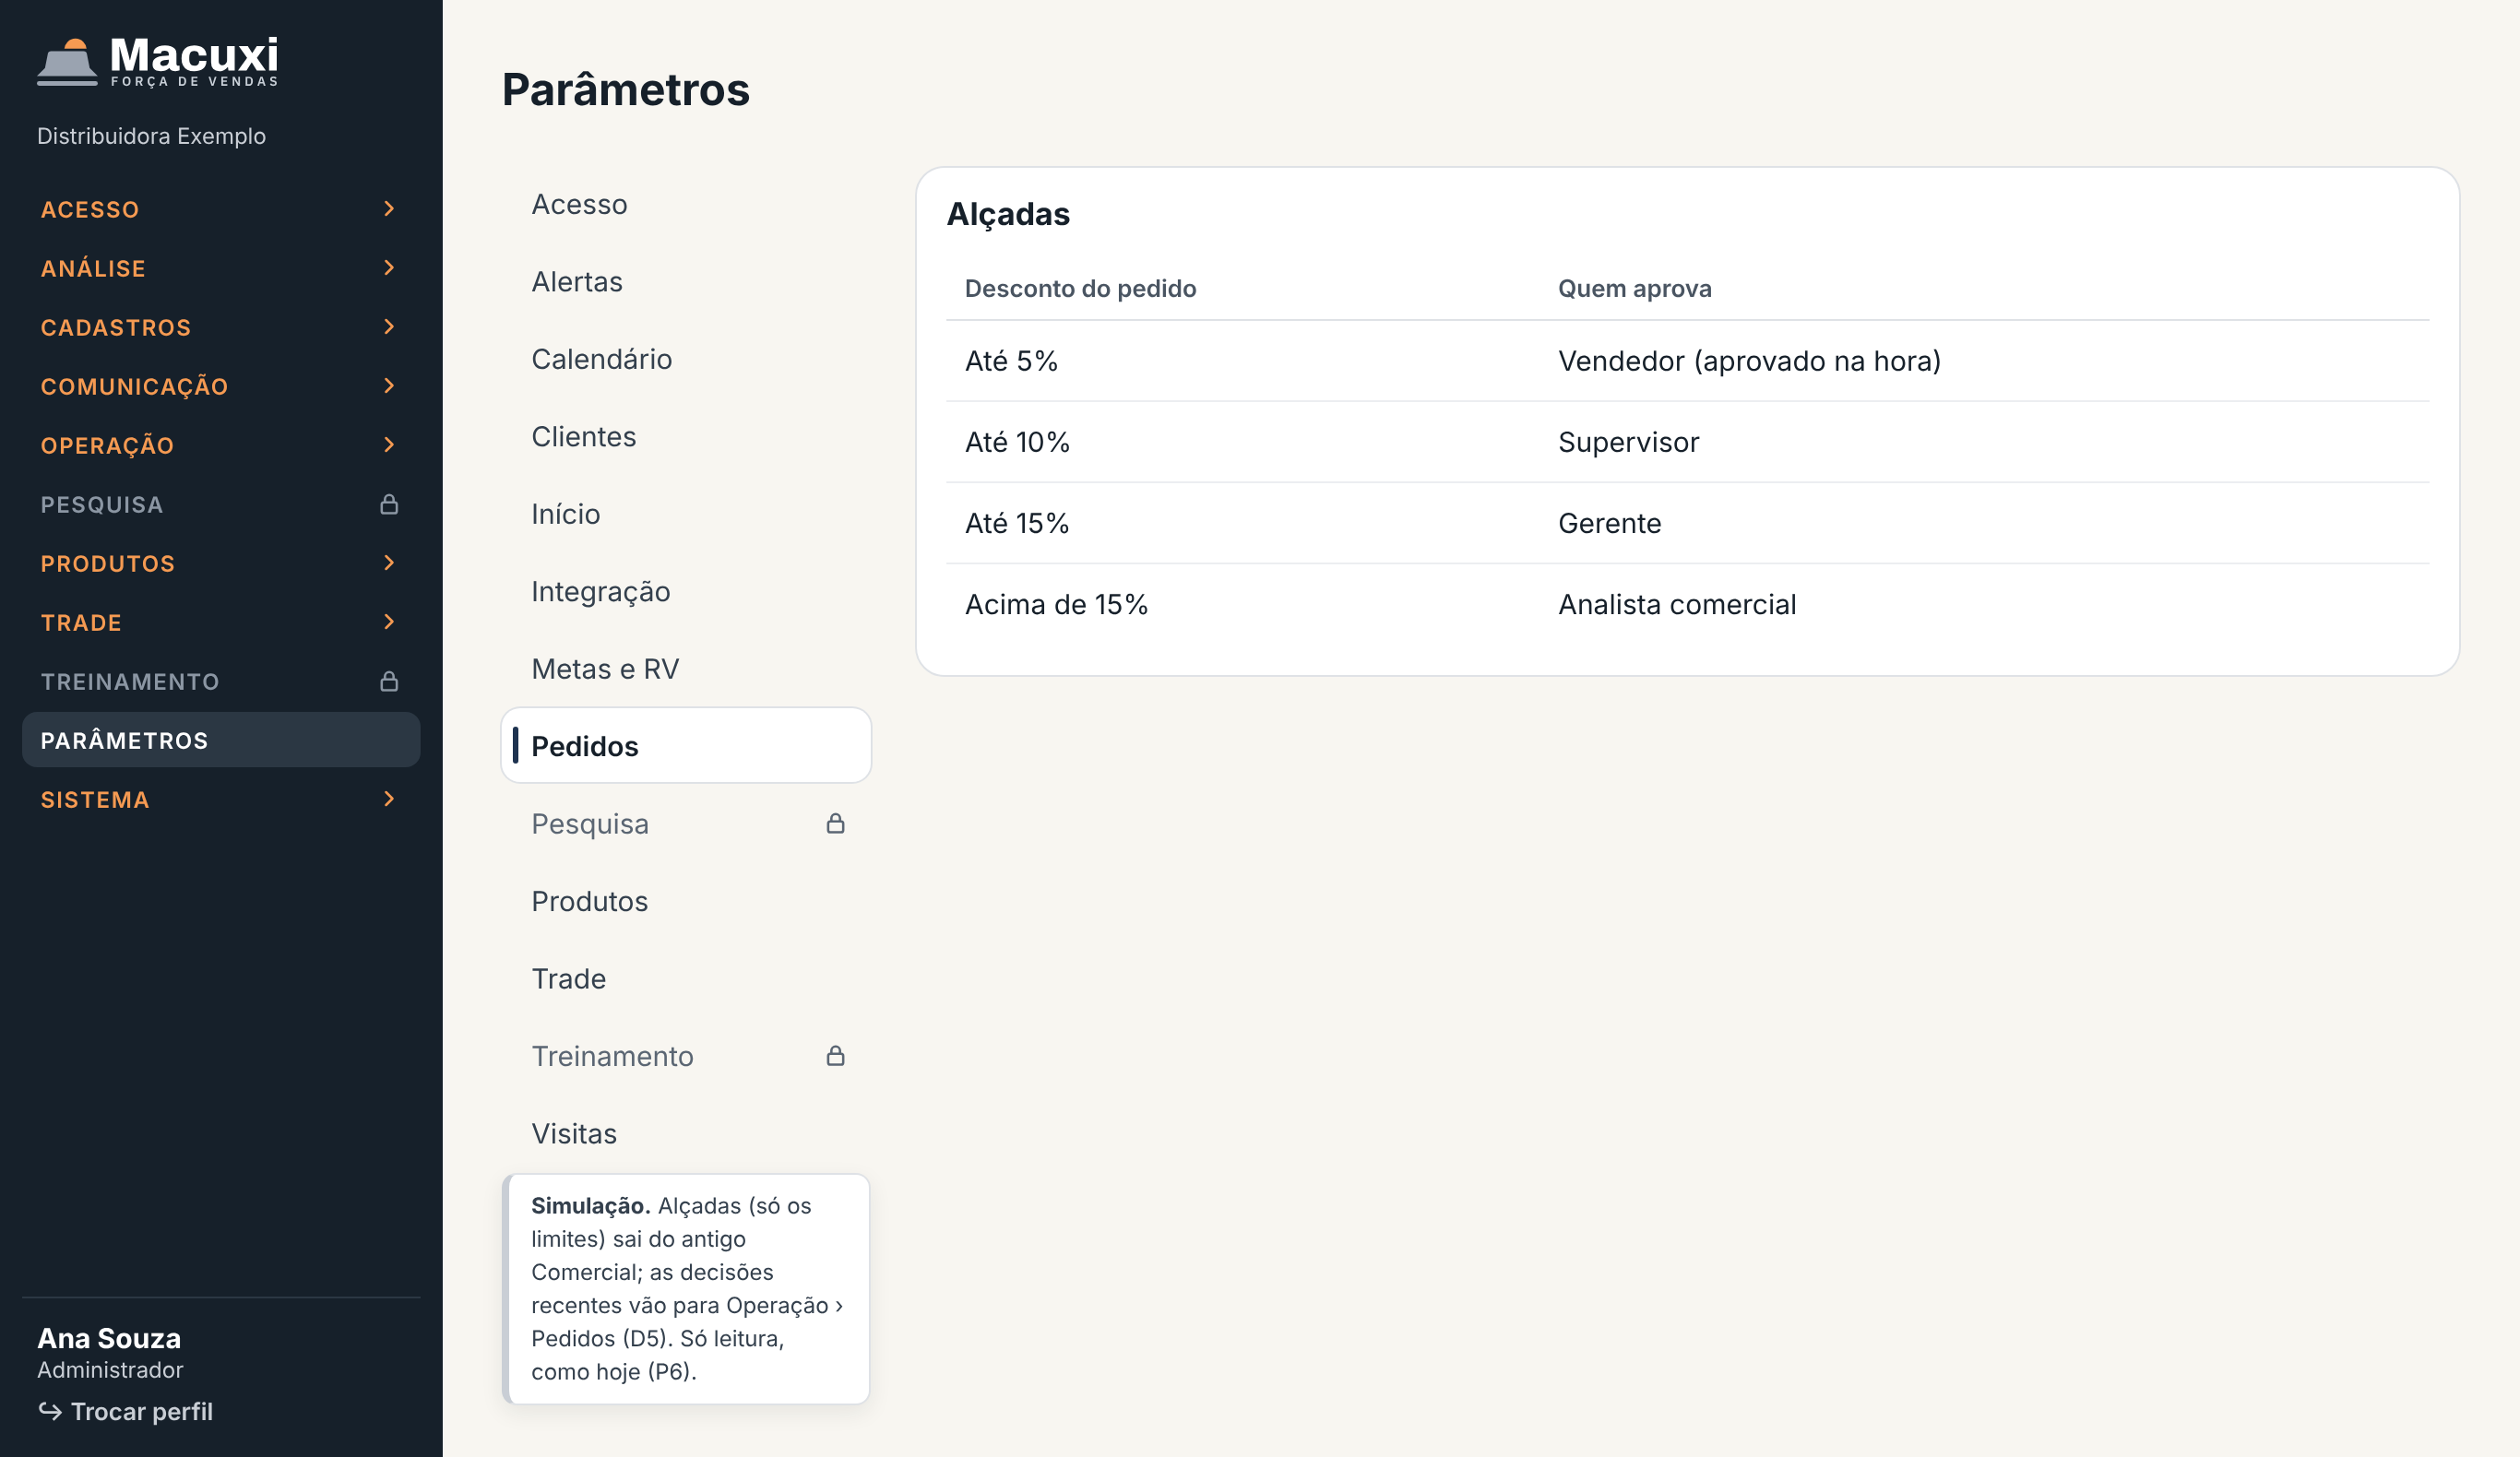 Macuxi
FORÇA DE VENDAS
Distribuidora Exemplo
ACESSO
ANÁLISE
CADASTROS
COMUNICAÇÃO
OPERAÇÃO
PESQUISA
PRODUTOS
TRADE
TREINAMENTO
PARÂMETROS
SISTEMA
Ana Souza
Administrador
Trocar perfil
Parâmetros
Acesso
Alertas
Calendário
Clientes
Início
Integração
Metas e RV
Pedidos
Pesquisa
Produtos
Trade
Treinamento
Visitas
Simulação. Alçadas (só os
limites) sai do antigo
Comercial; as decisões
recentes vão para Operação ›
Pedidos (D5). Só leitura,
como hoje (P6).
Alçadas
Desconto do pedido Quem aprova
Até 5% Vendedor (aprovado na hora)
Até 10% Supervisor
Até 15% Gerente
Acima de 15% Analista comercial